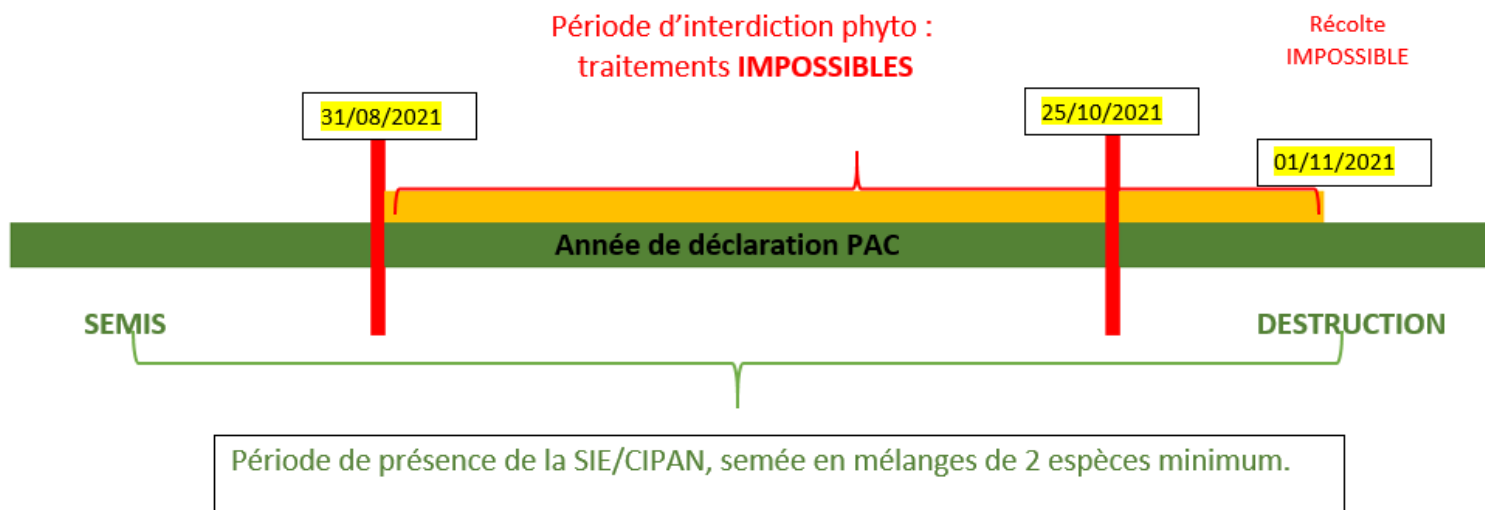 Période d’interdiction phyto :
traitements IMPOSSIBLES
Récolte
IMPOSSIBLE
31/08/2021
25/10/2021
01/11/2021
Année de déclaration PAC
SEMIS
DESTRUCTION
Période de présence de la SIE/CIPAN, semée en mélanges de 2 espèces minimum.